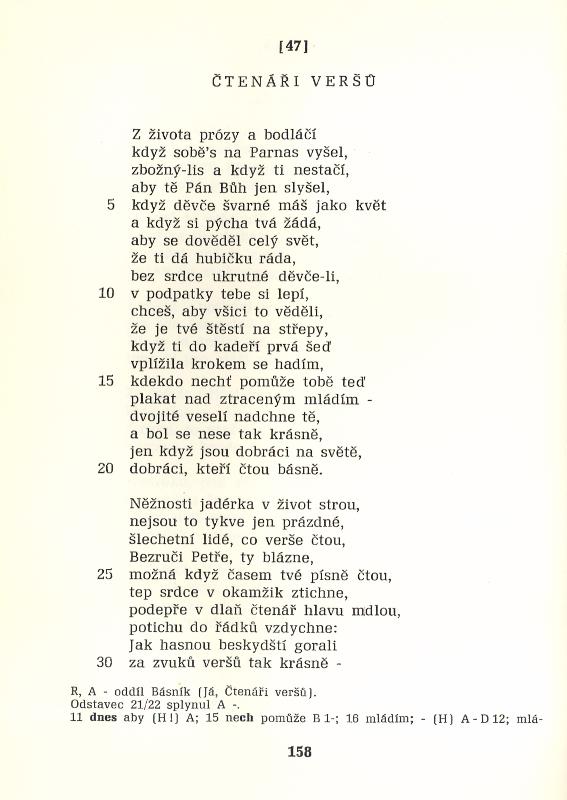 [47]
ČTENÁŘI VERŠŮ
Z života prózy a bodláčí
když sobě's na Parnas vyšel,
zbožný-lis a když ti nestačí,
aby tě Pán Bůh jen slyšel,
5 když děvče švarné máš jako květ
a když si pýcha tvá žádá,
aby se dověděl celý svět,
že ti dá hubičku ráda,
bez srdce ukrutné děvče-li,
10 v podpatky tebe si lepí,
chceš, aby všici to věděli,
že je tvé štěstí na střepy,
když ti do kadeří prvá šeď
vplížila krokem se hadím,
15 kdekdo nechť pomůže tobě teď
plakat nad ztraceným mládím -
dvojité veselí nadchne tě,
a bol se nese tak krásně,
jen když jsou dobráci na světě,
20 dobráci, kteří čtou básně.
Něžnosti jadérka v život strou,
nejsou to tykve jen prázdné,
šlechetní lidé, co verše čtou,
Bezruči Petře, ty blázne,
25 možná když časem tvé písně čtou,
tep srdce v okamžik ztichne,
podepře v dlaň čtenář hlavu mdlou,
potichu do řádků vzdychne:
Jak hasnou beskydští gorali
30 za zvuků veršů tak krásně -
R, A - oddíl Básník (Já, Čtenáři veršů).
Odstavec 21/22 splynul A -.
11 dnes aby (H!) A; 15 nech pomůže B 1-; 16 mládím; - (H) A - D 12; mlá-
158